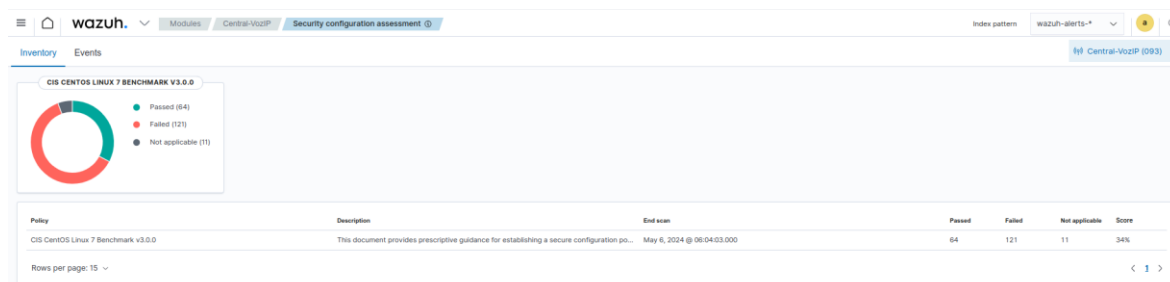 wazuh. Modules Central-VozIP Security configuration assessment Index pattern wazuh-alerts-* a
Inventory Events Central-VozIP (093)
CIS CENTOS LINUX 7 BENCHMARK V3.0.0
Passed (64)
Failed (121)
Not applicable (11)
Policy Description End scan Passed Failed Not applicable Score
CIS CentOS Linux 7 Benchmark v3.0.0 This document provides prescriptive guidance for establishing a secure configuration po... May 6, 2024 @ 06:04:03.000 64 121 11 34%
Rows per page: 15 < 1 >